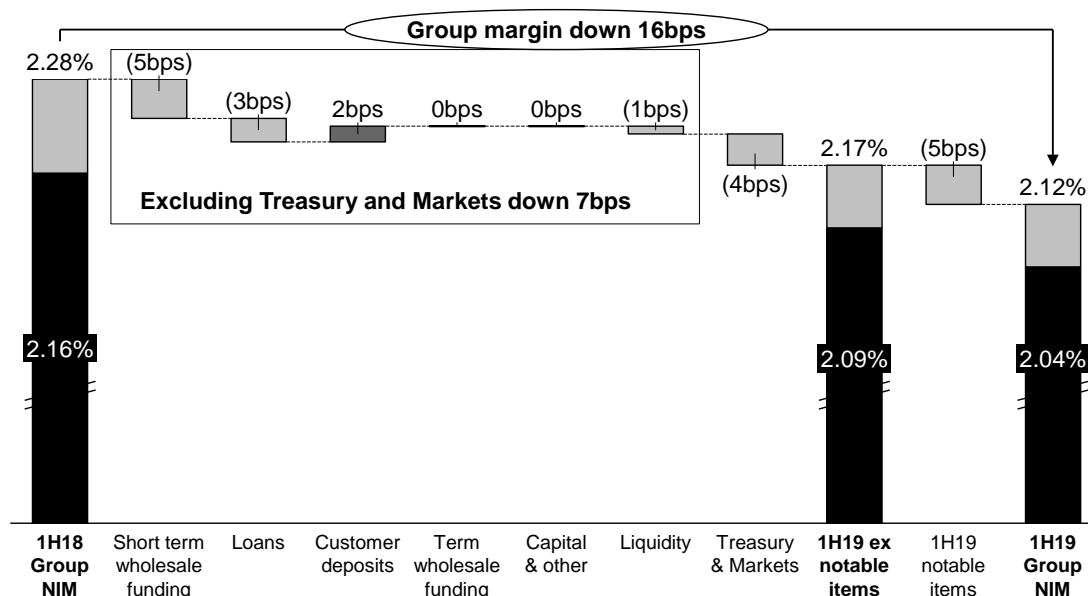 Group margin down 16bps
2.28%
(5bps)
(3bps)
2bps
0bps
0bps
(1bps)
(4bps)
2.17%
(5bps)
2.12%
Excluding Treasury and Markets down 7bps
2.16%
2.09%
2.04%
1H18
Group
NIM
Short term
wholesale
funding
Loans
Customer
deposits
Term
wholesale
funding
Capital
& other
Liquidity
Treasury
& Markets
1H19 ex
notable
items
1H19
notable
items
1H19
Group
NIM